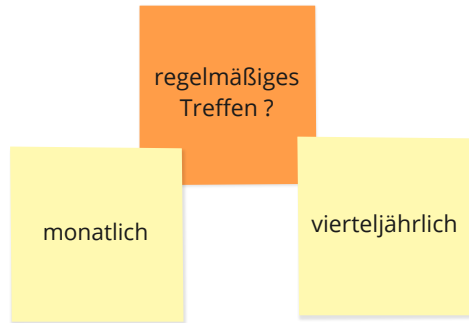 regelmäßiges
Treffen ?
monatlich
vierteljährlich